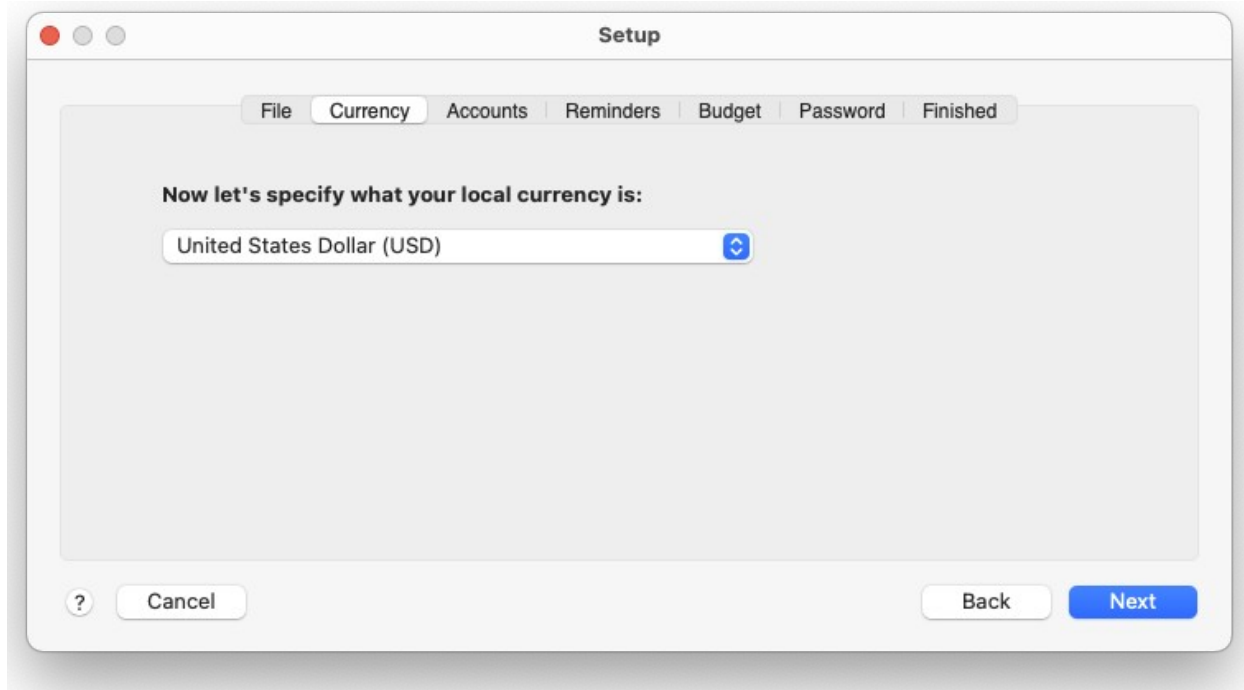 Setup
File Currency Accounts Reminders Budget Password Finished
Now let's specify what your local currency is:
United States Dollar (USD)
? Cancel Back Next